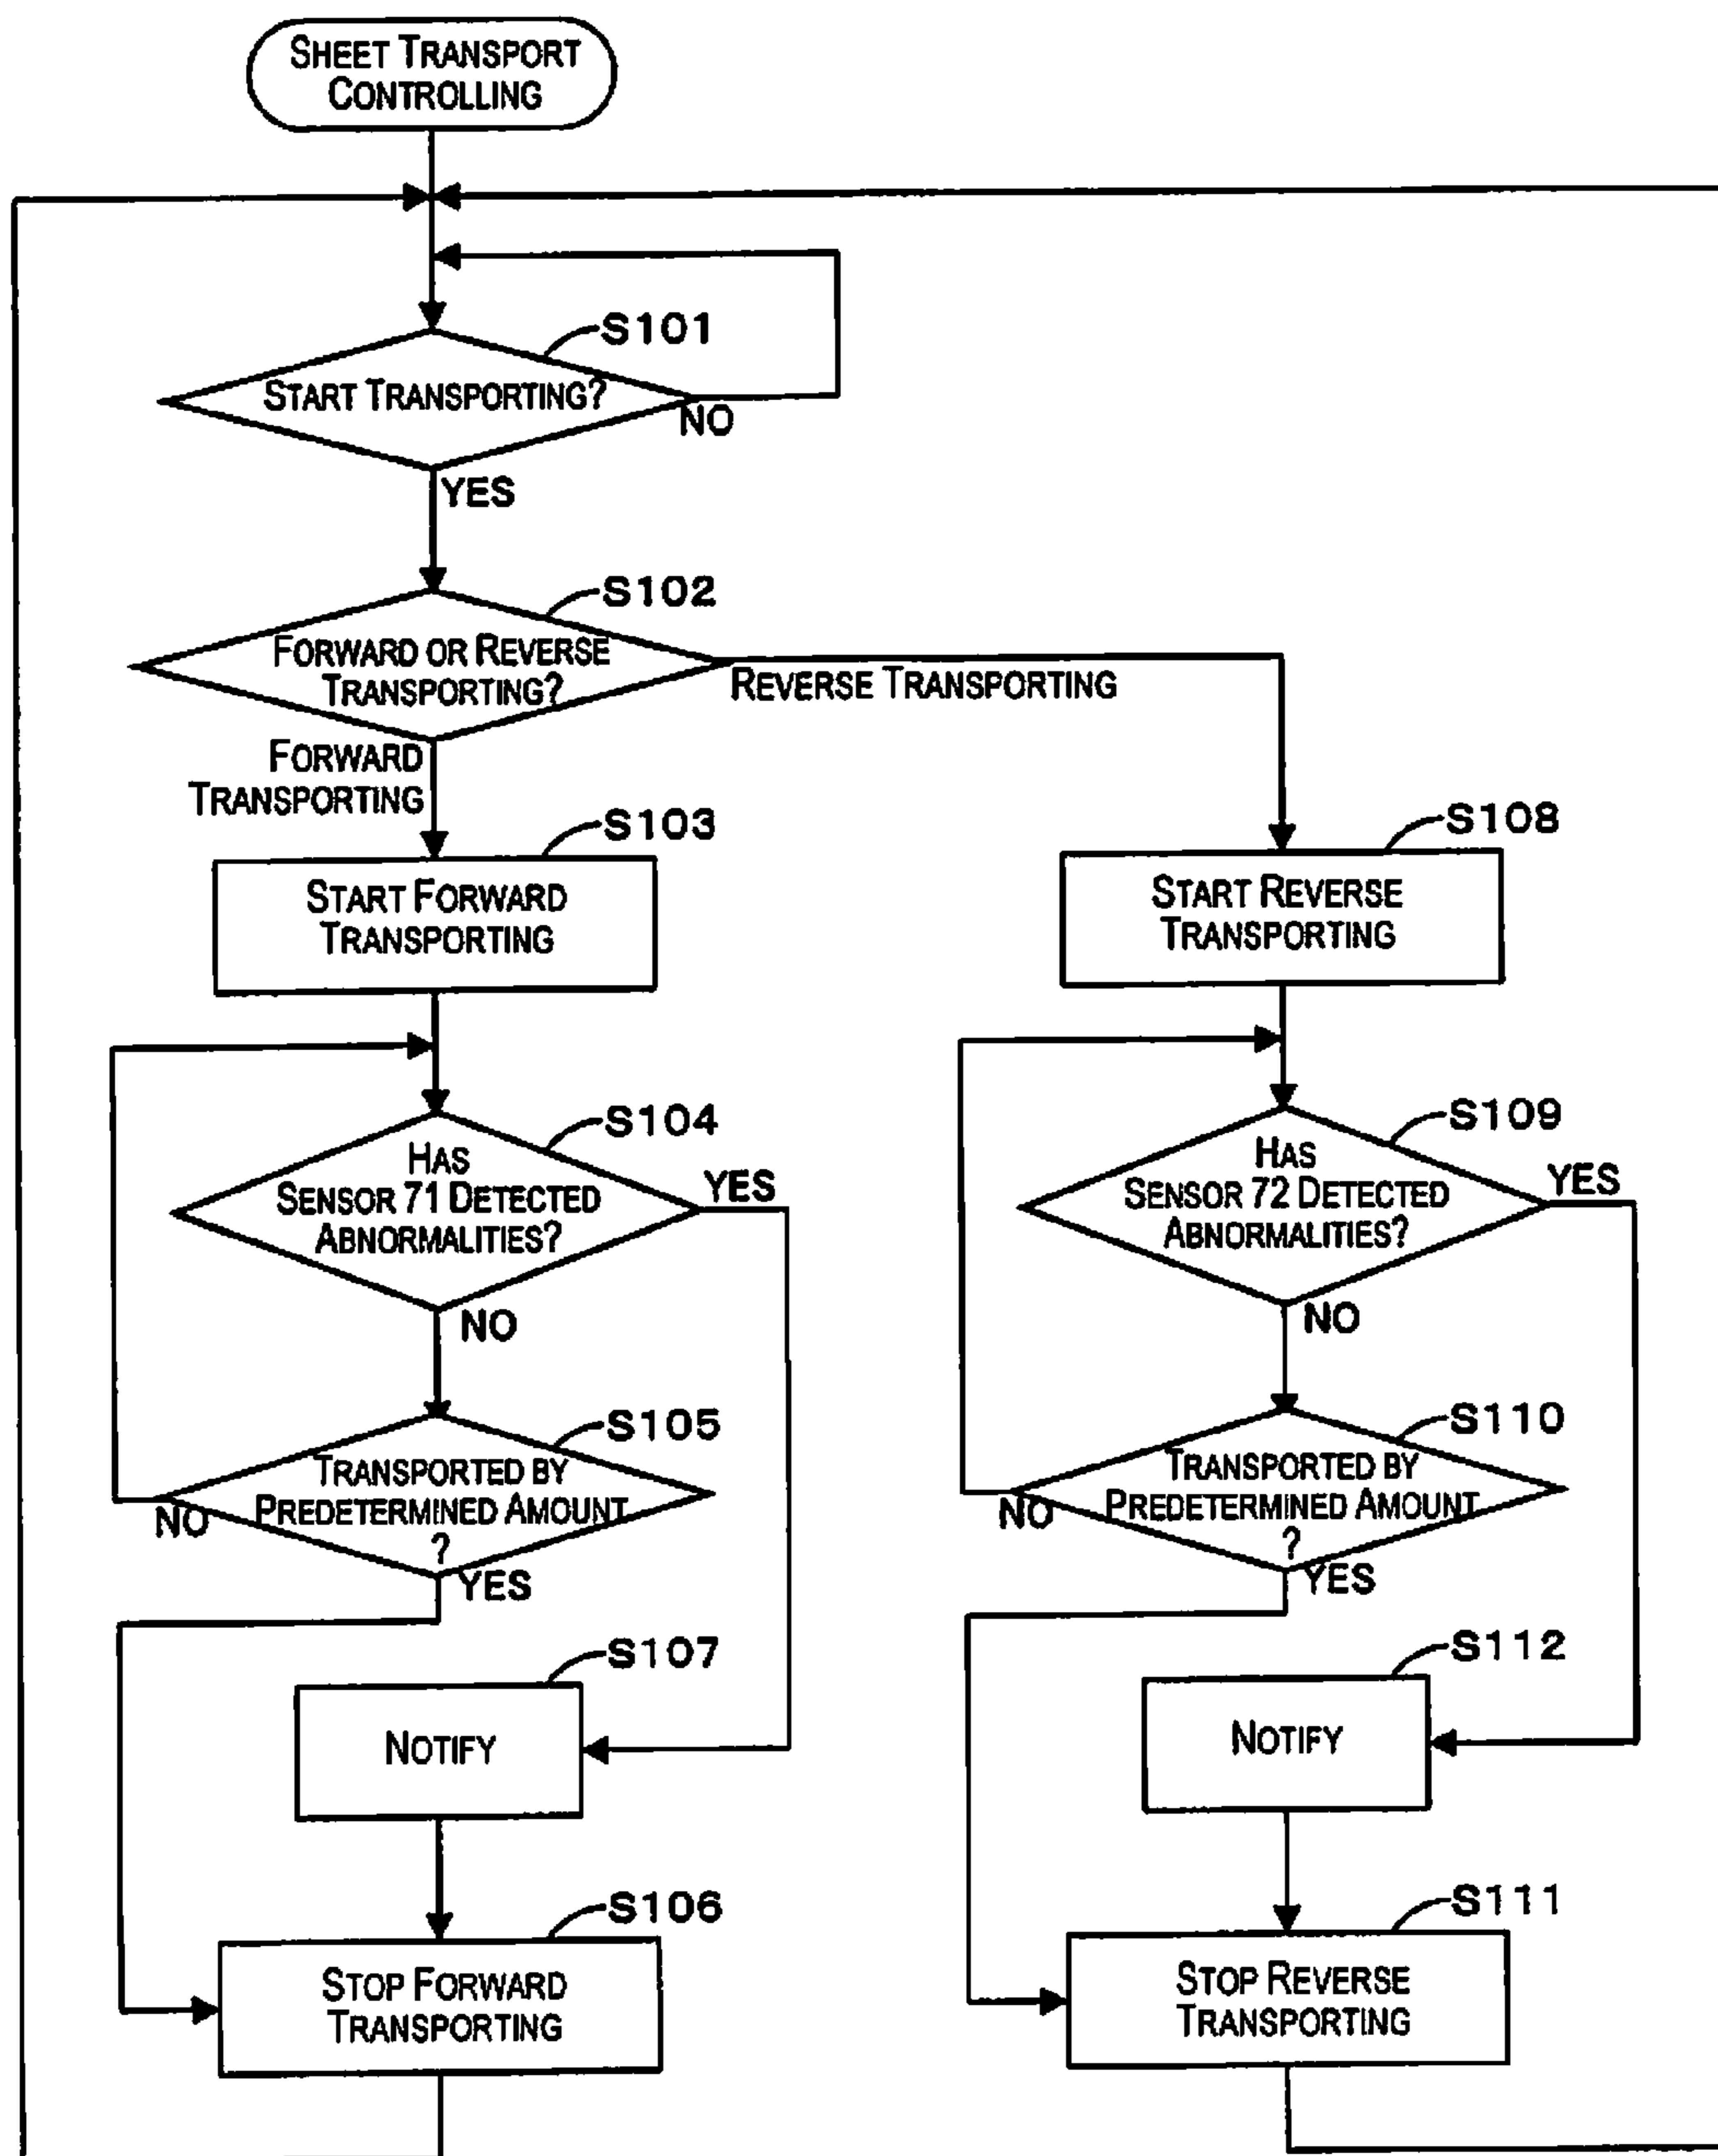 SHEET TRANSPORT
CONTROLLING
S101
START TRANSPORTING?
NO
YES
S102
FORWARD OR REVERSE
TRANSPORTING?
REVERSE TRANSPORTING
FORWARD
TRANSPORTING
S103
START FORWARD
TRANSPORTING
S108
START REVERSE
TRANSPORTING
S104
HAS
SENSOR 71 DETECTED
ABNORMALITIES?
YES
NO
S109
HAS
SENSOR 72 DETECTED
ABNORMALITIES?
YES
NO
S105
TRANSPORTED BY
PREDETERMINED AMOUNT
?
NO
YES
S110
TRANSPORTED BY
PREDETERMINED AMOUNT
?
NO
YES
S107
NOTIFY
S112
NOTIFY
S106
STOP FORWARD
TRANSPORTING
S111
STOP REVERSE
TRANSPORTING